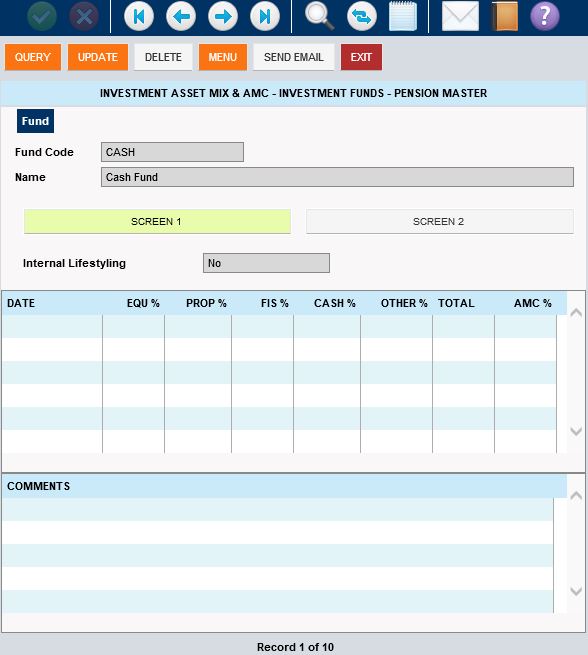 ?
QUERY UPDATE DELETE MENU SEND EMAIL EXIT
INVESTMENT ASSET MIX & AMC - INVESTMENT FUNDS - PENSION MASTER
Fund
Fund Code CASH
Name Cash Fund
SCREEN 1 SCREEN 2
Internal Lifestyling No
DATE EQU % PROP % FIS % CASH % OTHER % TOTAL AMC %
COMMENTS
Record 1 of 10